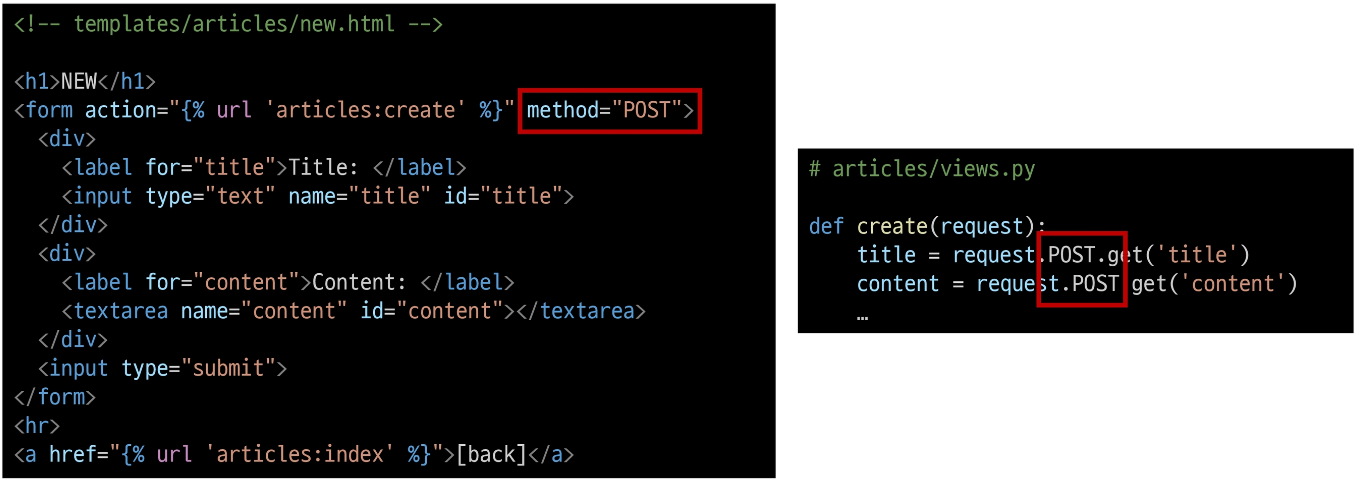 <!-- templates/articles/new.html -->
<h1>NEW</h1>
<form action="{% url 'articles:create' %}" method="POST">
<div>
<label for="title">Title: </label>
<input type="text" name="title" id="title">
</div>
<div>
<label for="content">Content: </label>
<textarea name="content" id="content"></textarea>
</div>
<input type="submit">
</form>
<hr>
<a href="{% url 'articles:index' %}">[back]</a>
# articles/views.py
def create(request):
title = request.POST.get('title')
content = request.POST.get('content')
…